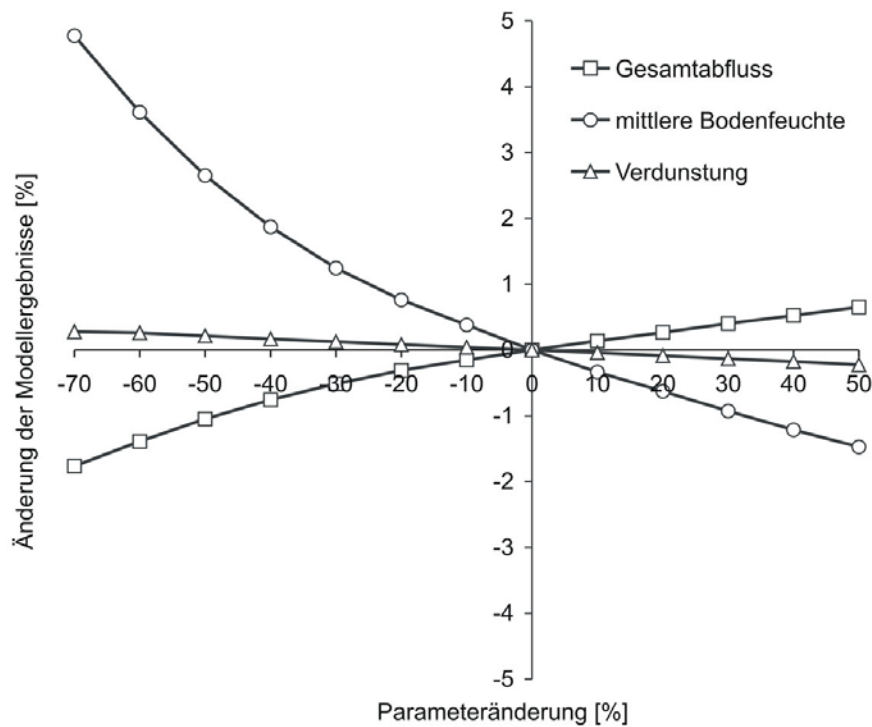 5
4
3
2
1
0
-1
-2
-3
-4
-5
Gesamtabfluss
mittlere Bodenfeuchte
Verdunstung
-70 -60 -50 -40 -30 -20 -10 0 10 20 30 40 50
Änderung der Modellergebnisse [%]
Parameteränderung [%]